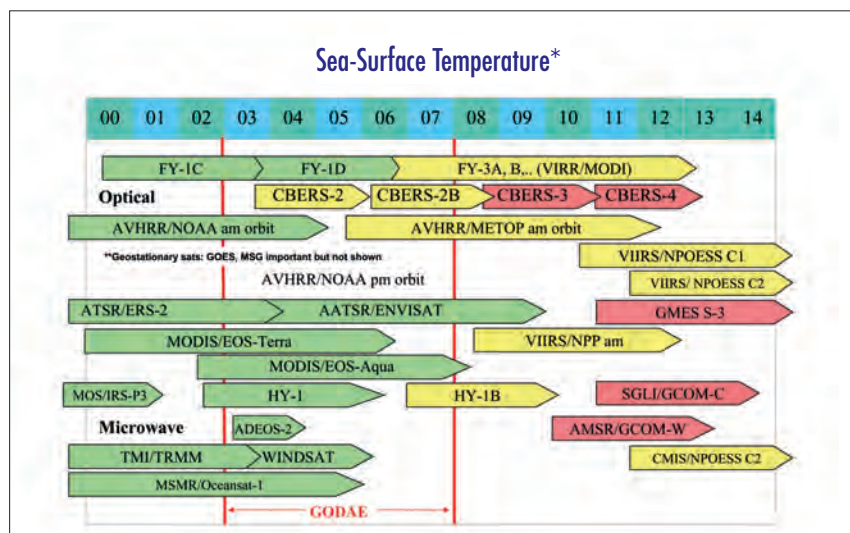 Sea-Surface Temperature*
00 01 02 03 04 05 06 07 08 09 10 11 12 13 14
FY-1C FY-1D FY-3A, B,.. (VIRR/MODI)
Optical CBERS-2 CBERS-2B CBERS-3 CBERS-4
AVHRR/NOAA am orbit AVHRR/METOP am orbit
**Geostationary sats: GOES, MSG important but not shown VIIRS/NPOESS C1
AVHRR/NOAA pm orbit VIIRS/ NPOESS C2
ATSR/ERS-2 AATSR/ENVISAT GMES S-3
MODIS/EOS-Terra VIIRS/NPP am
MODIS/EOS-Aqua
MOS/IRS-P3 HY-1 HY-1B SGLI/GCOM-C
Microwave ADEOS-2 AMSR/GCOM-W
TMI/TRMM WINDSAT CMIS/NPOESS C2
MSMR/Oceansat-1
GODAE